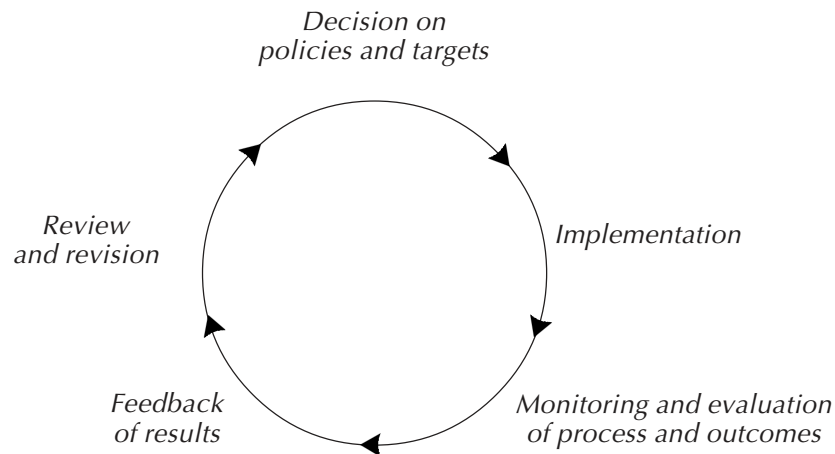 Decision on
policies and targets
Implementation
Monitoring and evaluation
of process and outcomes
Feedback
of results
Review
and revision